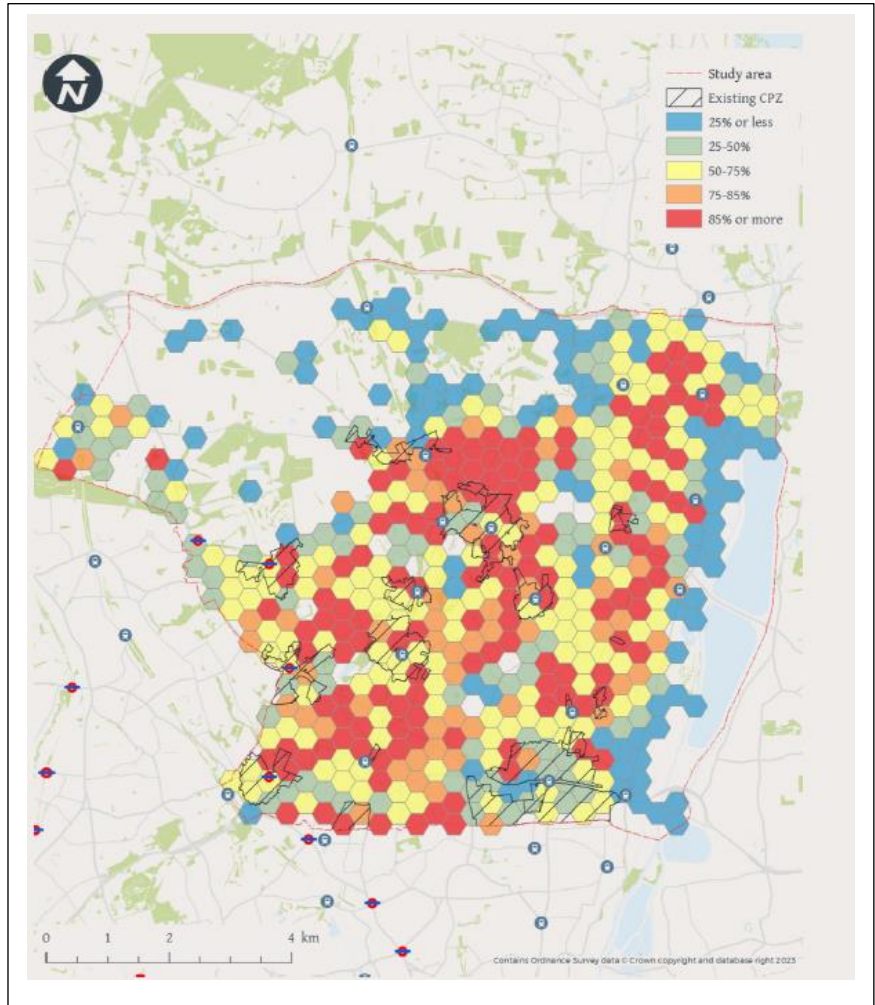 N
Study area
Existing CPZ
25% or less
25-50%
50-75%
75-85%
85% or more
0 1 2 4 km
Contains Ordnance Survey data © Crown copyright and database right 2023